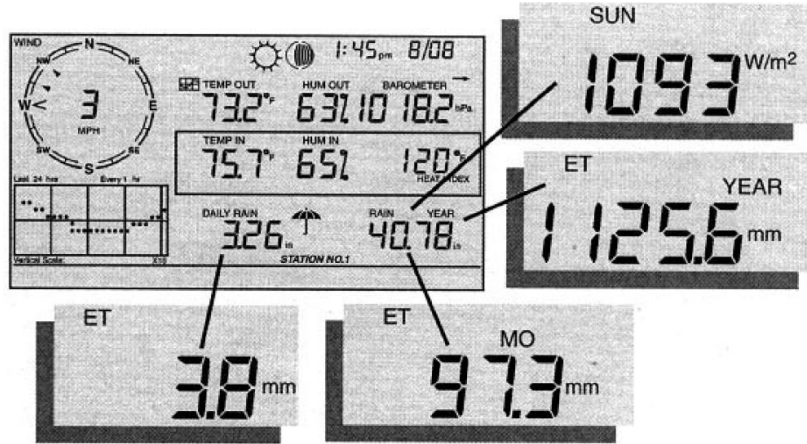 SUN
1093 W/m²
WIND
N
NW NE
W E
3
MPH
SW SE
S
1:45pm 8/08
TEMP OUT HUM OUT BAROMETER
73.2°F 63% 1018.2 hPa
TEMP IN HUM IN
75.7°F 65% 120°F
HEAT INDEX
Last 24 hrs Every 1 hr
DAILY RAIN RAIN YEAR
3.26 in 40.78 in
Vertical Scale: X10
STATION NO.1
ET YEAR
1125.6 mm
ET
3.8 mm
ET MO
97.3 mm